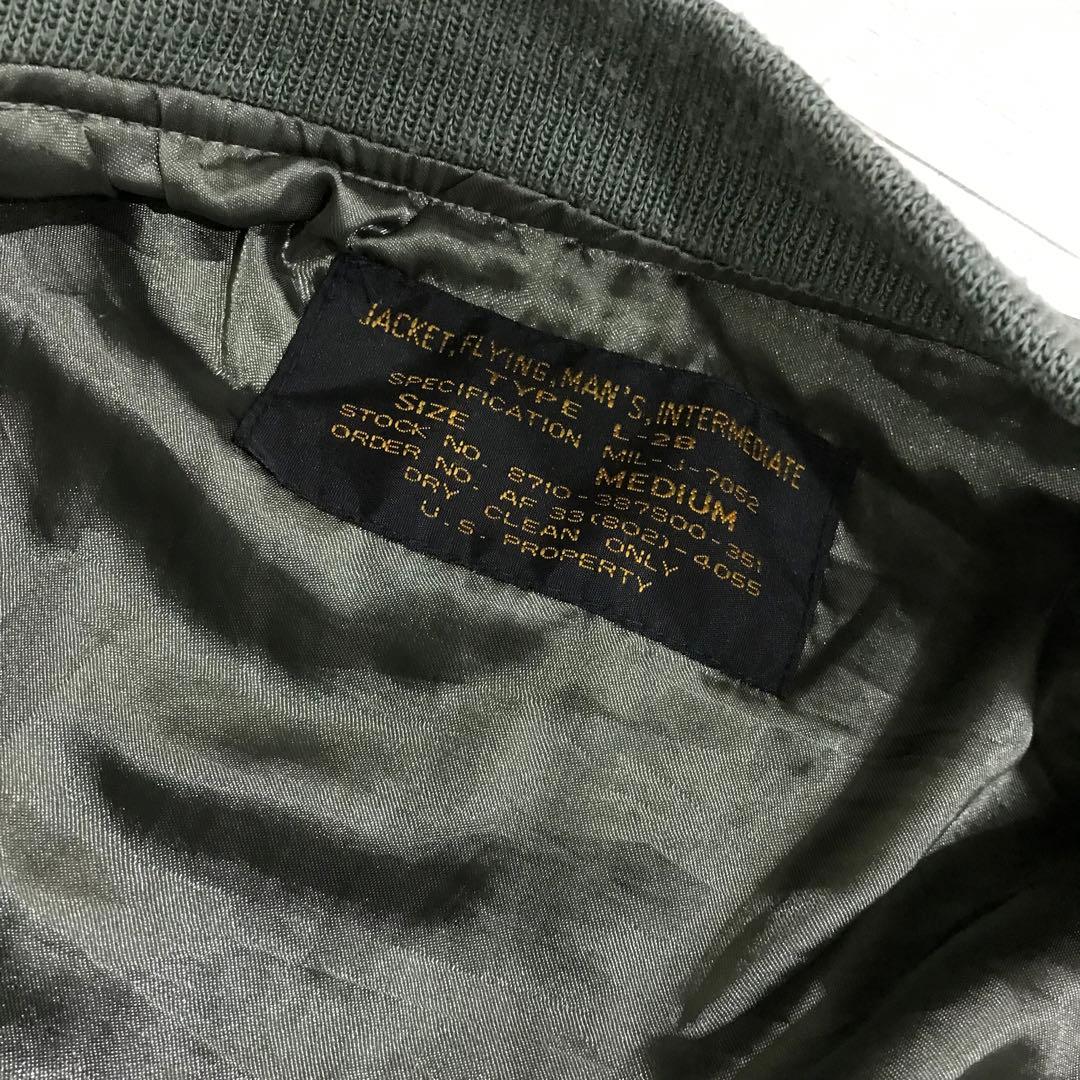 JACKET, FLYING, MAN'S, INTERMEDIATE
TYPE L-2B
SPECIFICATION MIL-J-7052
SIZE MEDIUM
STOCK NO. 8710-387800-351
ORDER NO. AF 33(602)-4055
DRY CLEAN ONLY
U.S. PROPERTY